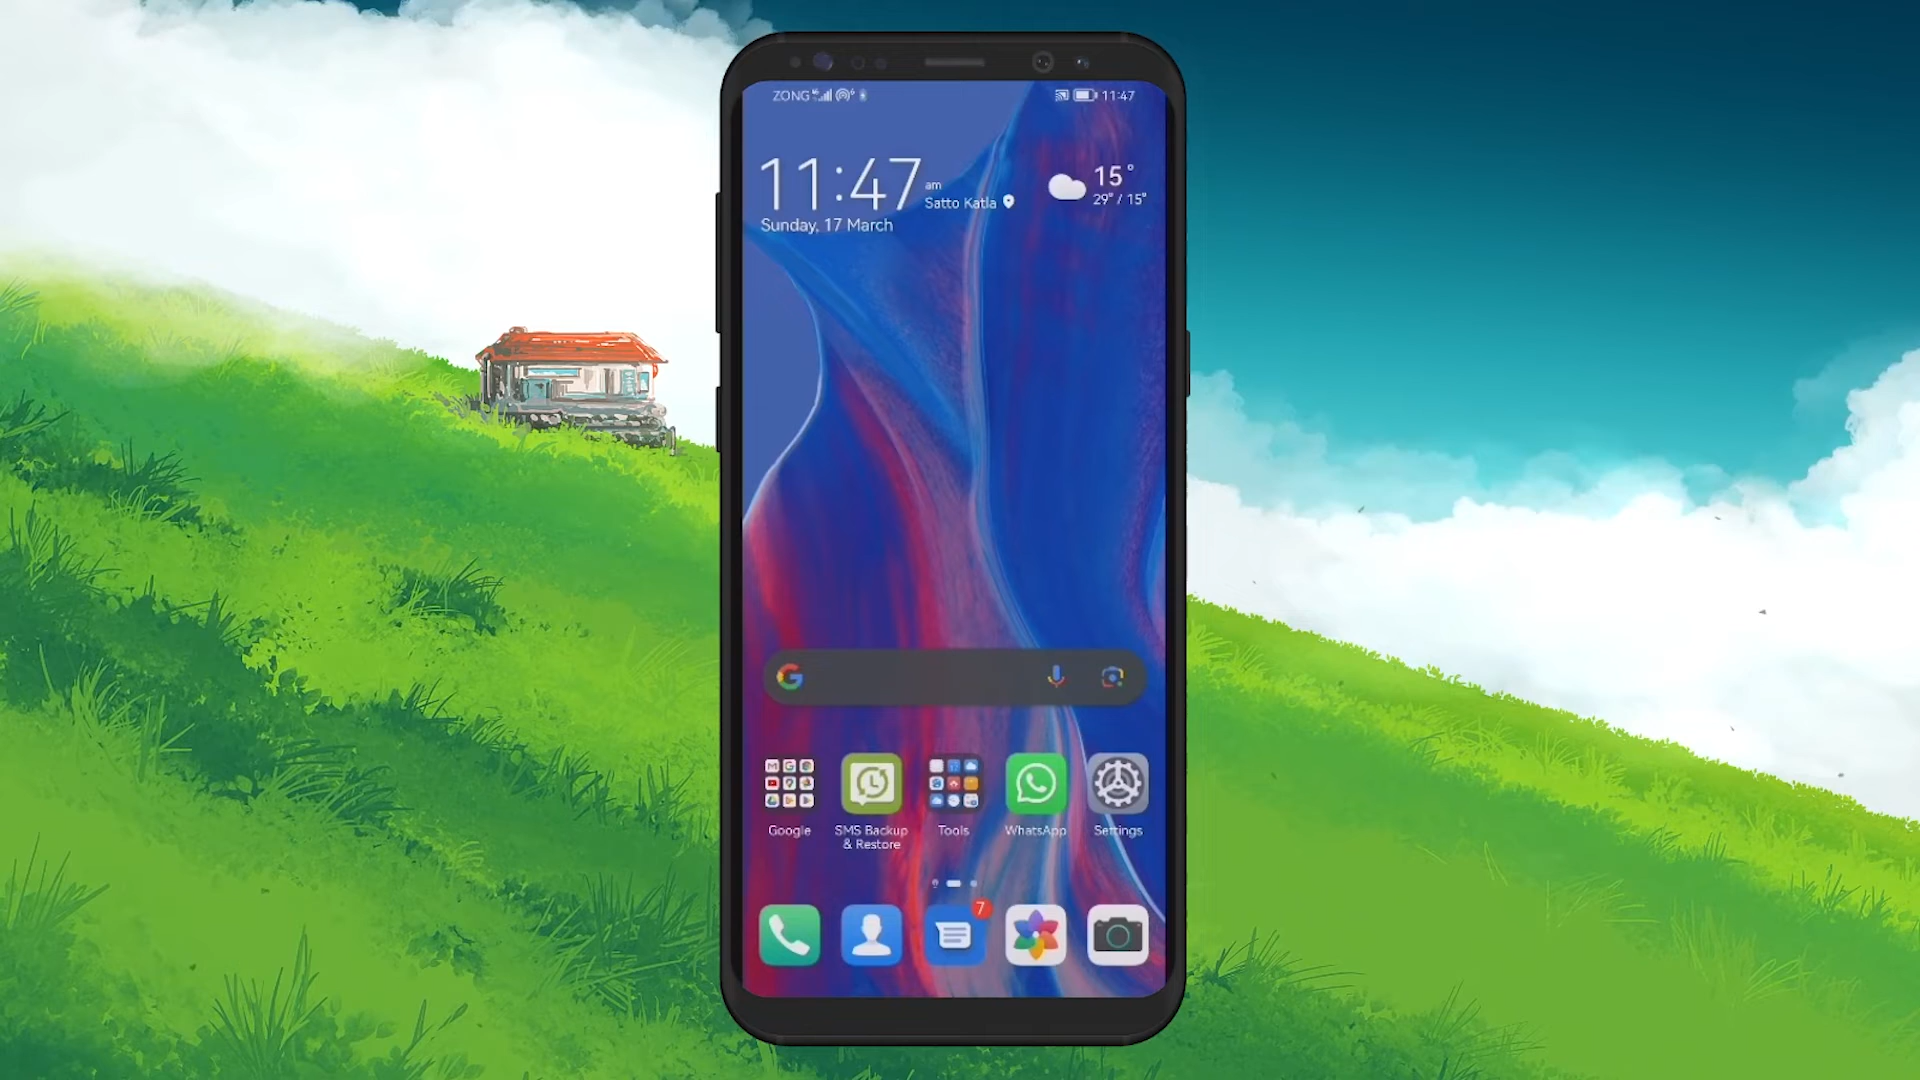 ZONG 11:47
11:47 am
Satto Katla
Sunday, 17 March
15°
29° / 15°
Google
SMS Backup & Restore
Tools
WhatsApp
Settings
7